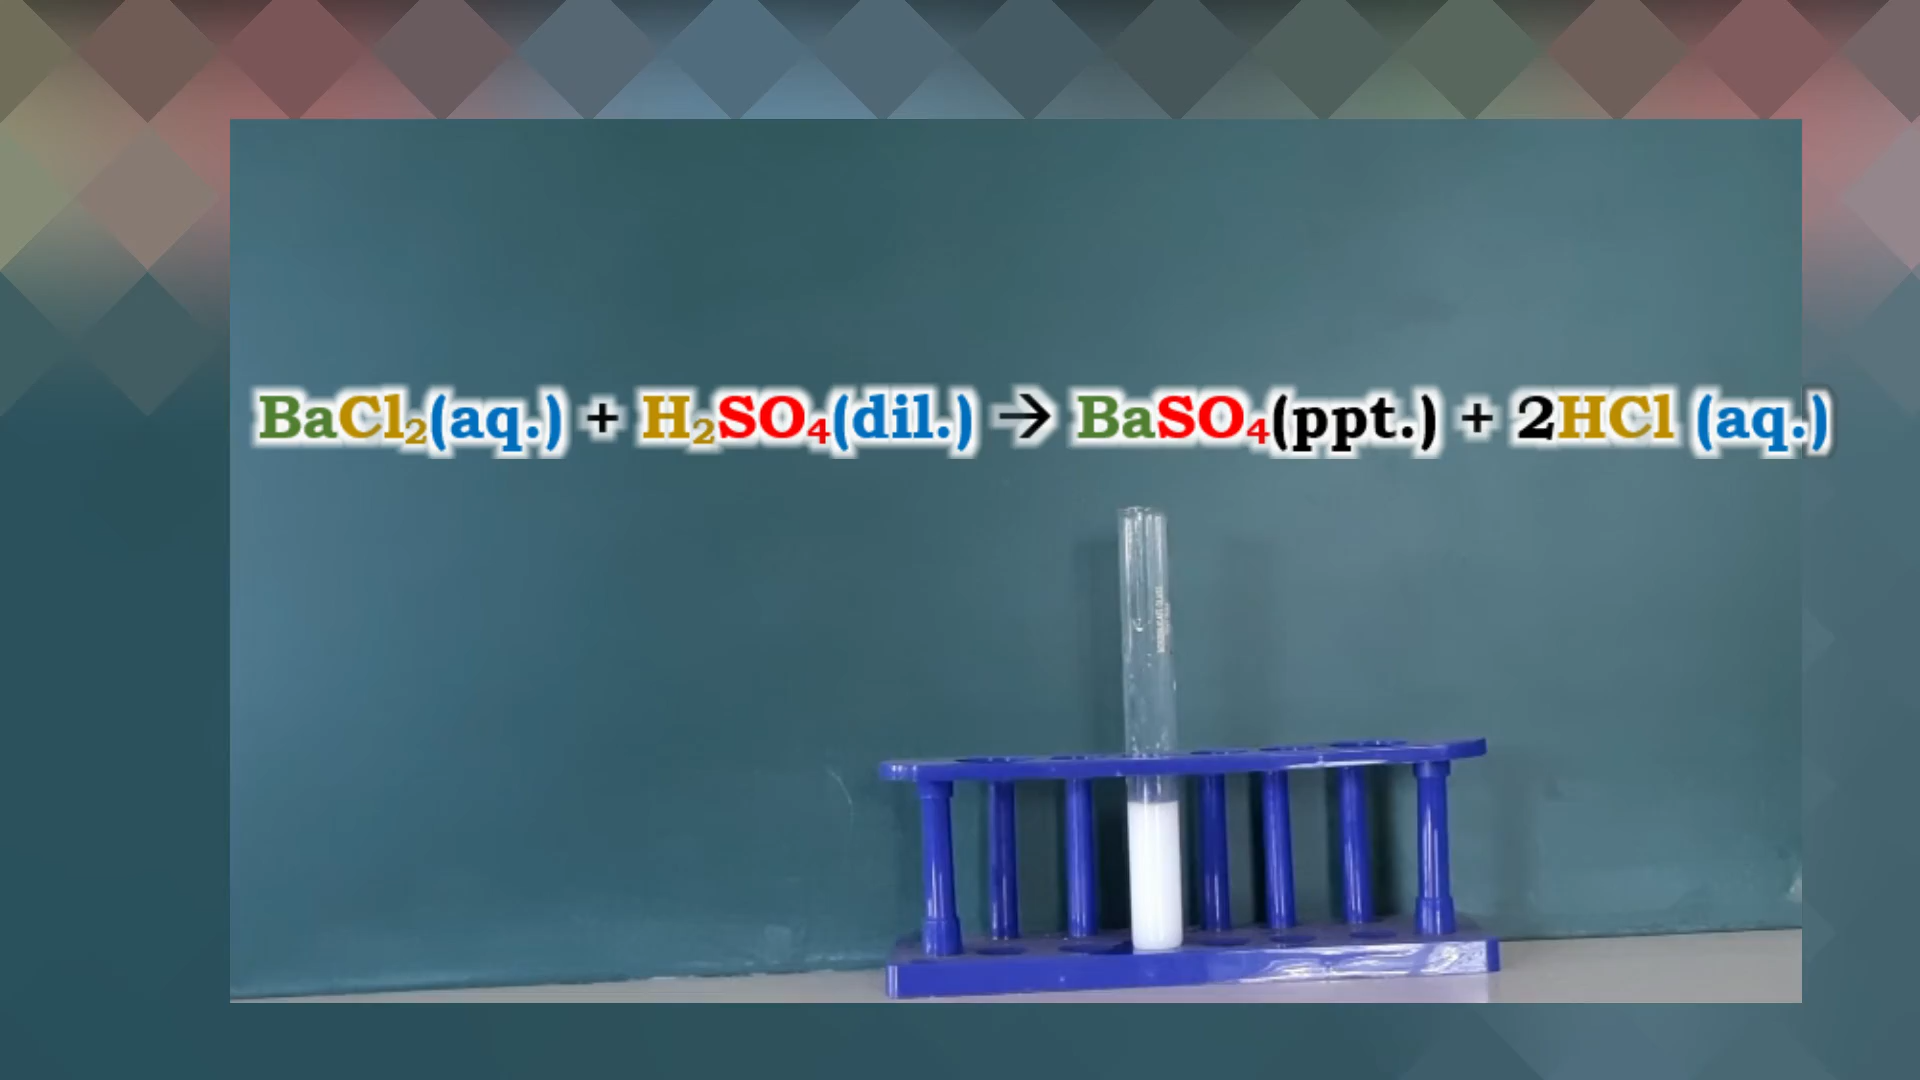 BaCl₂(aq.) + H₂SO₄(dil.) → BaSO₄(ppt.) + 2HCl (aq.)